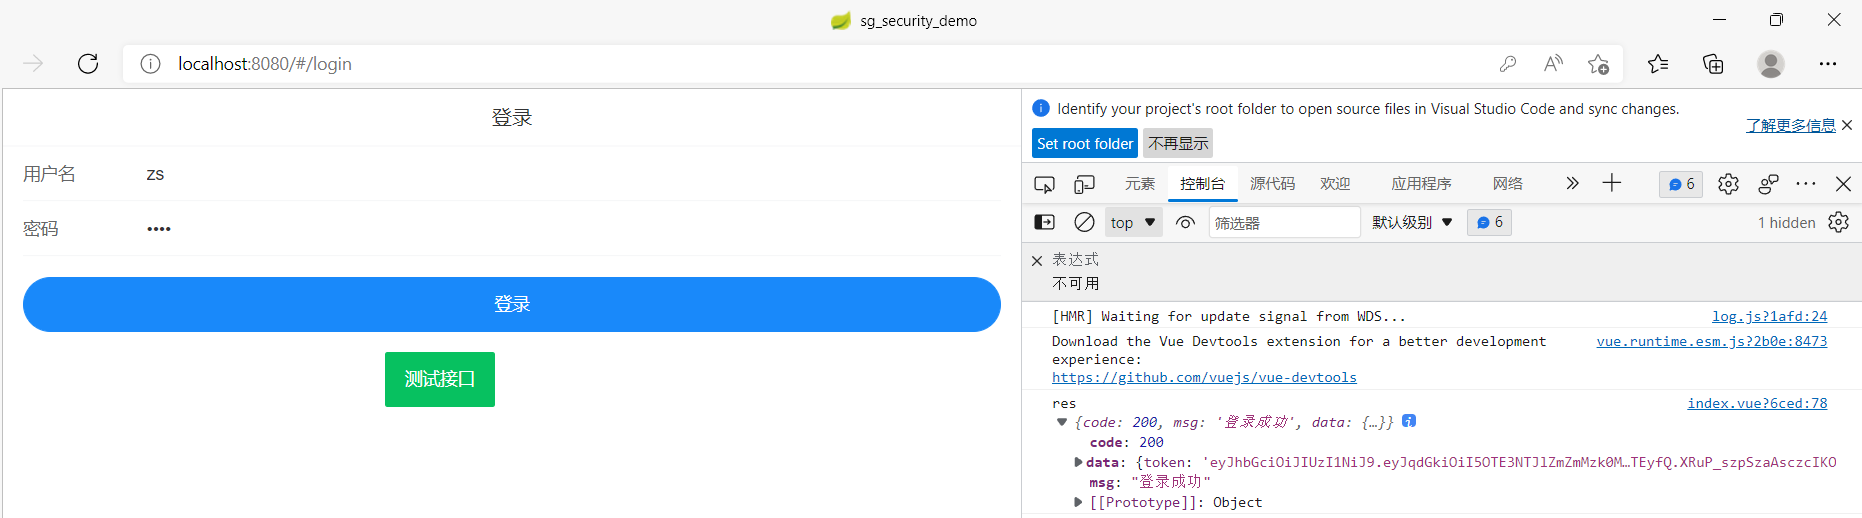 sg_security_demo
localhost:8080/#/login
登录
用户名 zs
密码 ••••
登录
测试接口
Identify your project's root folder to open source files in Visual Studio Code and sync changes.
了解更多信息
Set root folder 不再显示
元素 控制台 源代码 欢迎 应用程序 网络 6
top 筛选器 默认级别 6 1 hidden
表达式
不可用
[HMR] Waiting for update signal from WDS... log.js?1afd:24
Download the Vue Devtools extension for a better development vue.runtime.esm.js?2b0e:8473
experience:
https://github.com/vuejs/vue-devtools
res index.vue?6ced:78
{code: 200, msg: '登录成功', data: {…}}
code: 200
data: {token: 'eyJhbGciOiJIUzI1NiJ9.eyJqdGkiOiI5OTE3NTJlZmZmMzk0M…TEyfQ.XRuP_szpSzaAsczcIKO
msg: "登录成功"
[[Prototype]]: Object